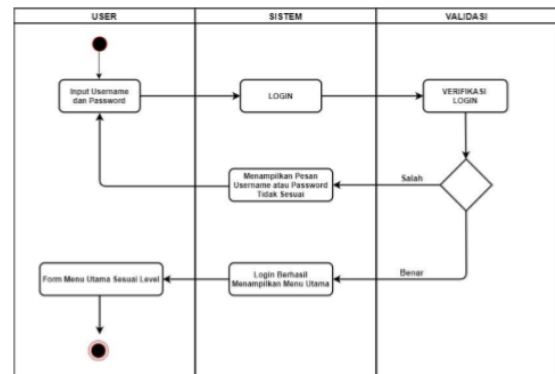 USER
SISTEM
VALIDASI
Input Username
dan Password
LOGIN
VERIFIKASI
LOGIN
Menampilkan Pesan
Username atau Password
Tidak Sesuai
Salah
Form Menu Utama Sesuai Level
Login Berhasil
Menampilkan Menu Utama
Benar